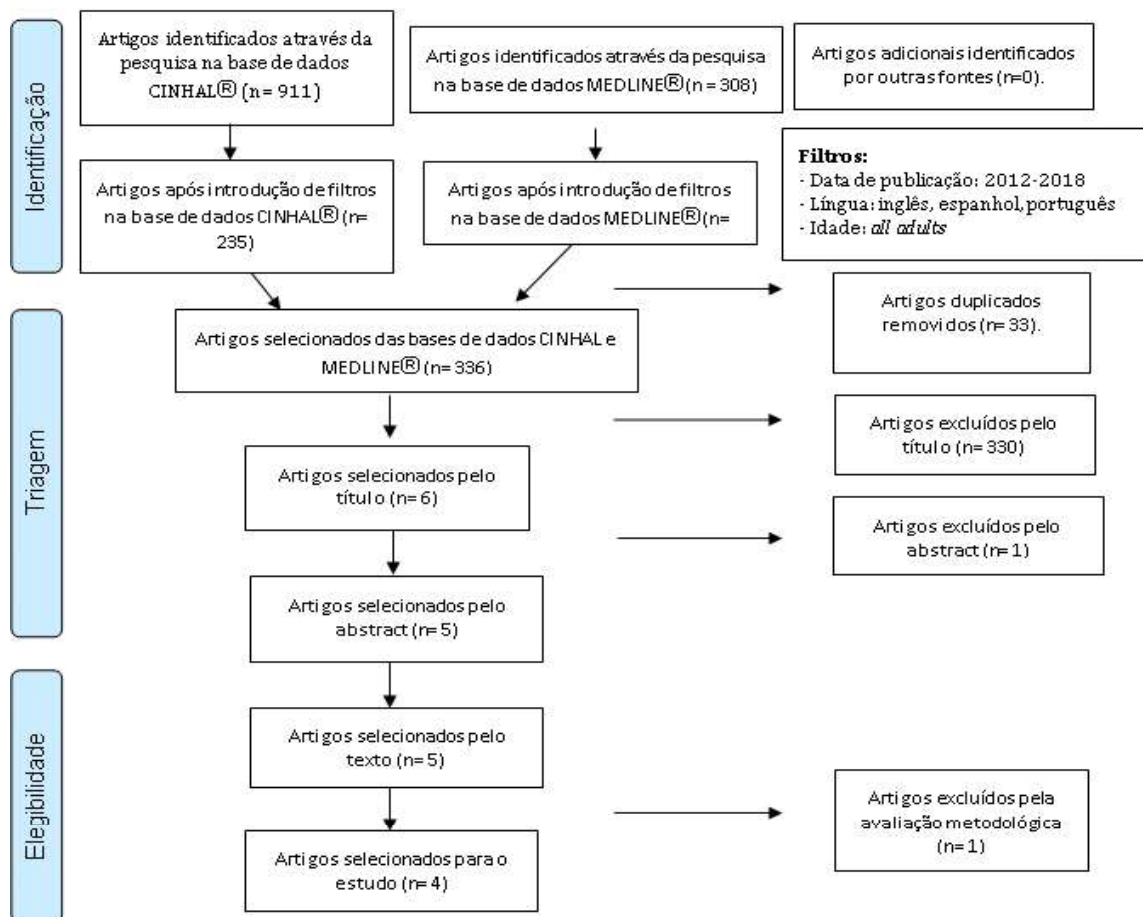 Identificação
Artigos identificados através da
pesquisa na base de dados
CINHAL® (n= 911)
Artigos identificados através da pesquisa
na base de dados MEDLINE® (n= 308)
Artigos adicionais identificados
por outras fontes (n=0).
Artigos após introdução de filtros
na base de dados CINHAL® (n=
235)
Artigos após introdução de
filtros na base de dados
MEDLINE® (n=
Filtros:
- Data de publicação: 2012-2018
- Língua: inglês, espanhol, português
- Idade: all adults
Triagem
Artigos selecionados das bases de dados CINHAL e
MEDLINE® (n= 336)
Artigos duplicados
removidos (n= 33).
Artigos selecionados pelo
título (n= 6)
Artigos excluídos pelo
título (n= 330)
Artigos excluídos pelo
abstract (n= 1)
Artigos selecionados pelo
abstract (n= 5)
Elegibilidade
Artigos selecionados pelo
texto (n= 5)
Artigos excluídos pela
avaliação metodológica
(n= 1)
Artigos selecionados para o
estudo (n= 4)